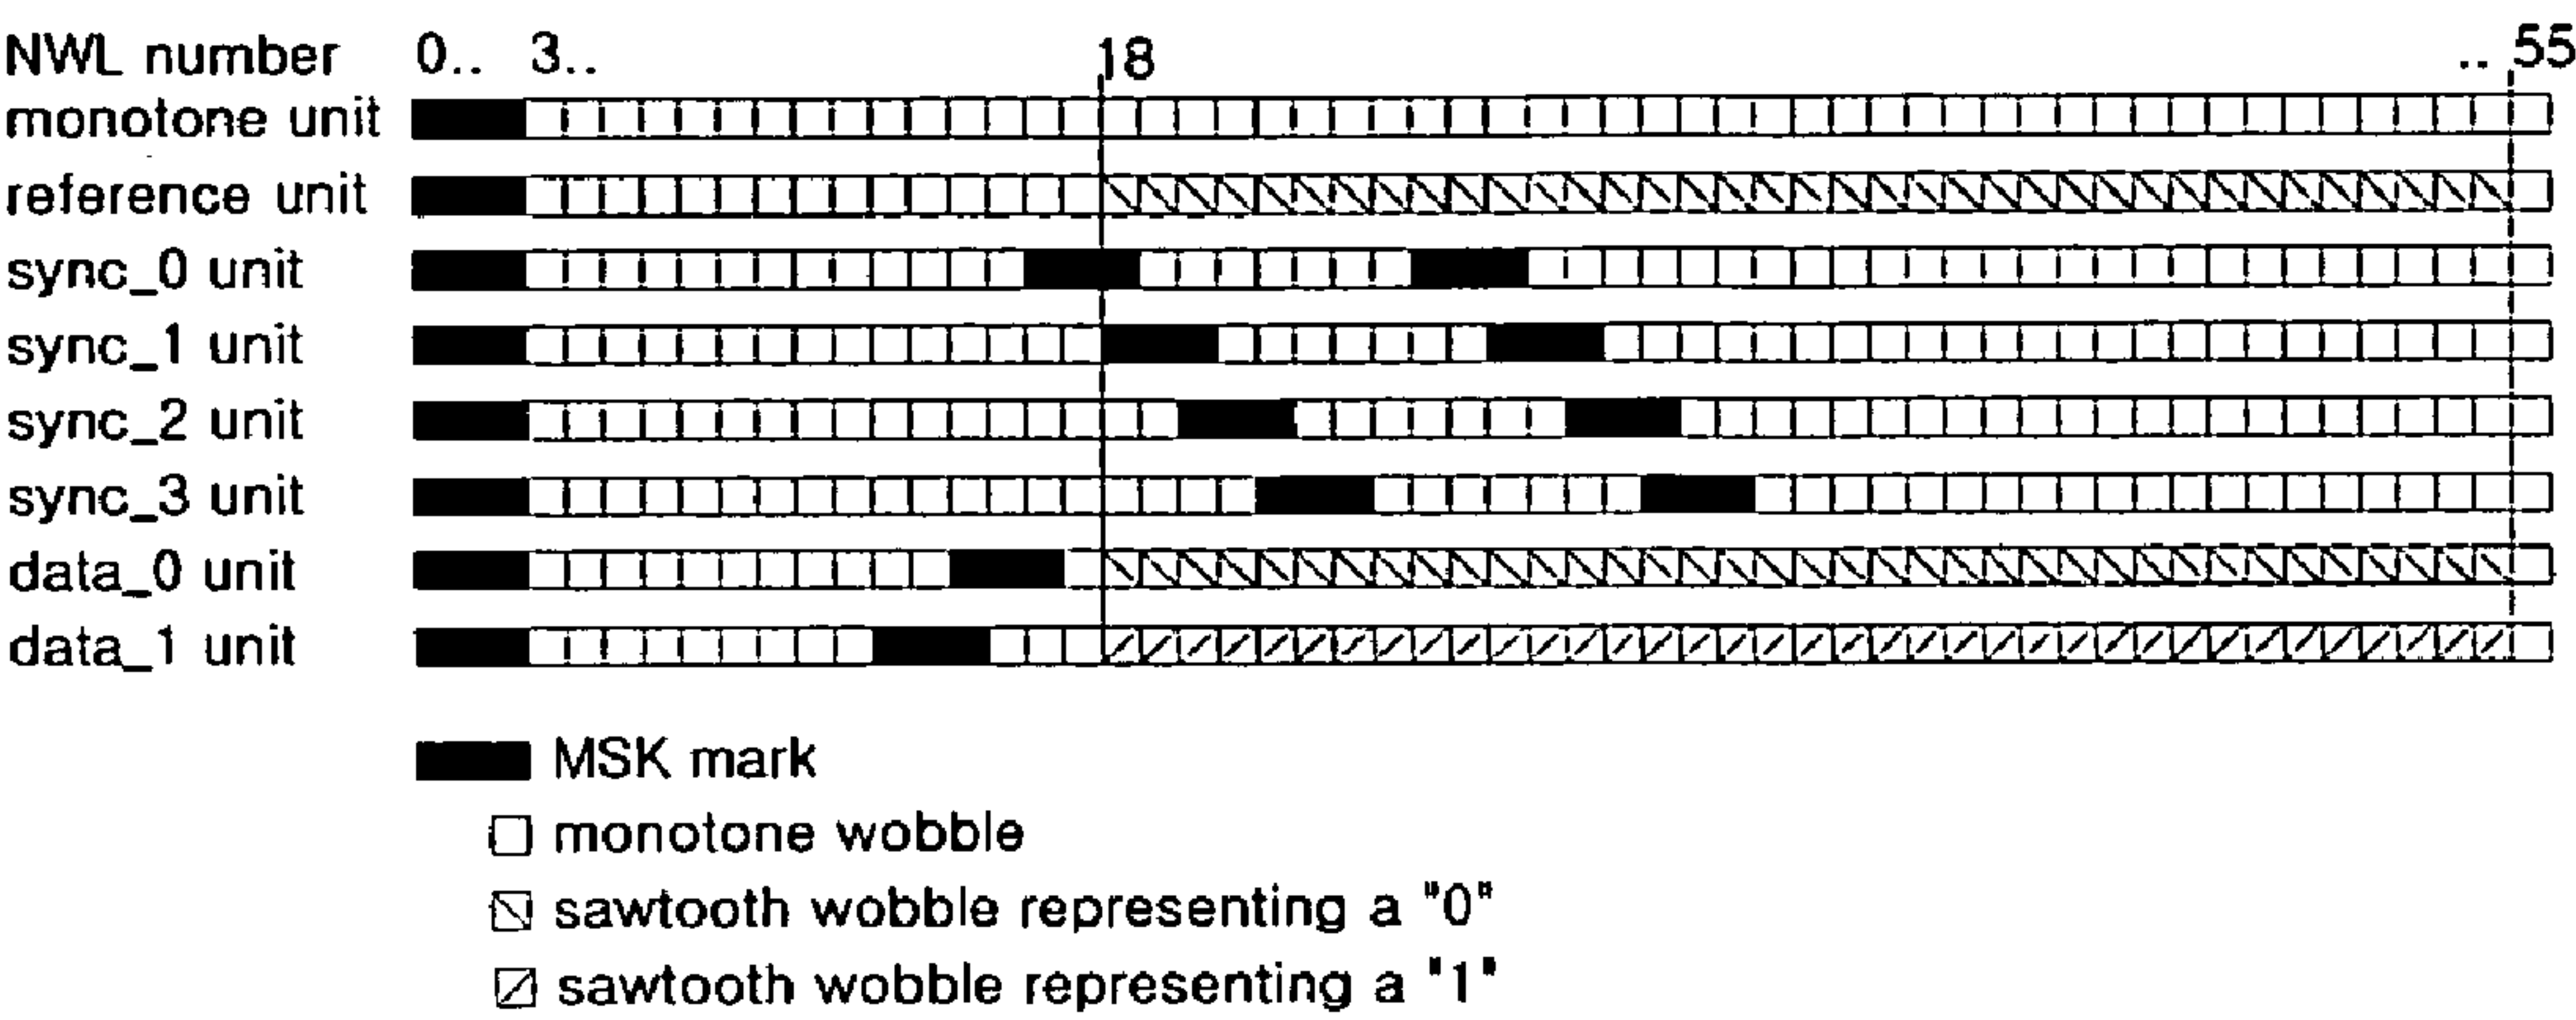 NWL number 0.. 3.. 18 .. 55
monotone unit
reference unit
sync_0 unit
sync_1 unit
sync_2 unit
sync_3 unit
data_0 unit
data_1 unit
MSK mark
monotone wobble
sawtooth wobble representing a "0"
sawtooth wobble representing a "1"